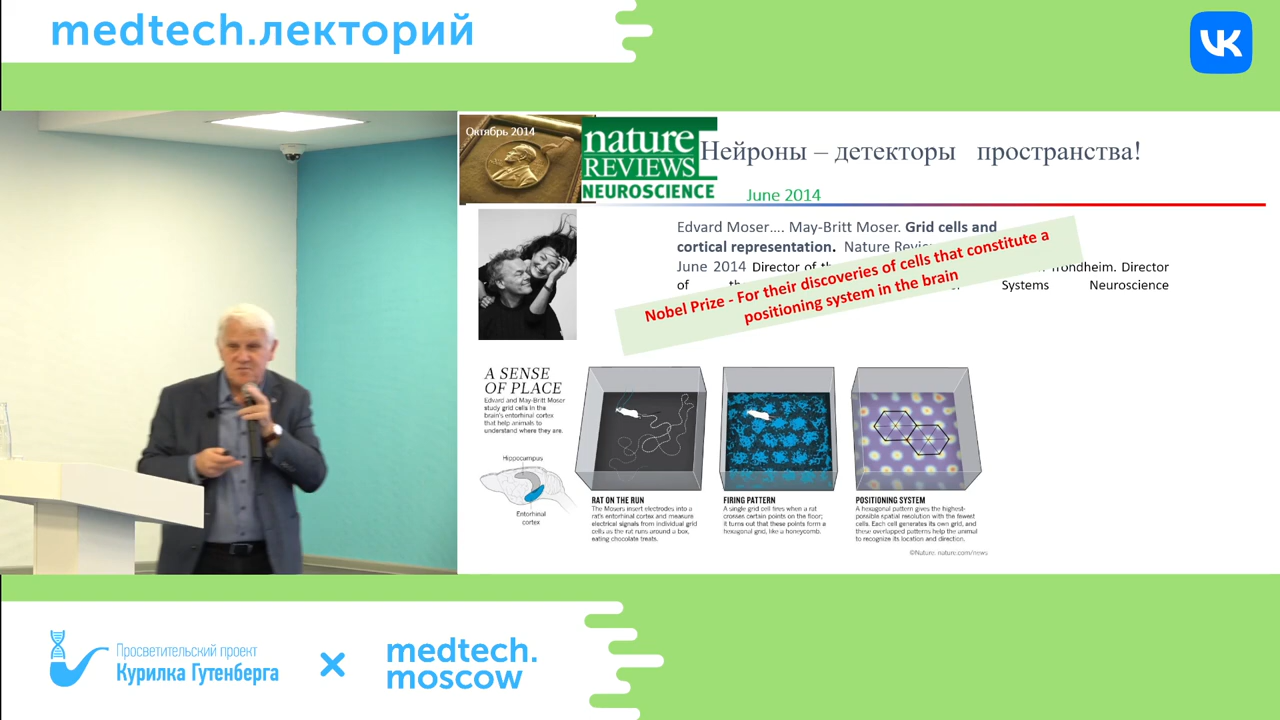 medtech.лекторий
VK
Октябрь 2014
nature
REVIEWS
NEUROSCIENCE
Нейроны – детекторы пространства!
June 2014
Edvard Moser.... May-Britt Moser. Grid cells and
cortical representation. Nature
June 2014 Director of Trondheim. Director
of Systems Neuroscience
Nobel Prize - For their discoveries of cells that constitute a
positioning system in the brain
A SENSE
OF PLACE
Edvard and May-Britt Moser
study grid cells in the
brain's entorhinal cortex
that help animals to
understand where they are.
Hippocampus
Entorhinal
cortex
RAT ON THE RUN
The Mosers insert electrodes into a
rat's entorhinal cortex and measure
electrical signals from individual grid
cells as the rat runs around a box,
eating chocolate treats.
FIRING PATTERN
A single grid cell fires when a rat
crosses certain points on the floor;
it turns out that these points form a
hexagonal grid, like a honeycomb.
POSITIONING SYSTEM
A hexagonal pattern gives the highest-
possible spatial resolution with the fewest
cells. Each cell generates its own grid, and
these overlapped patterns help the animal
to recognize its location and direction.
©Nature. nature.com/news
Просветительский проект
Курилка Гутенберга
medtech.
moscow